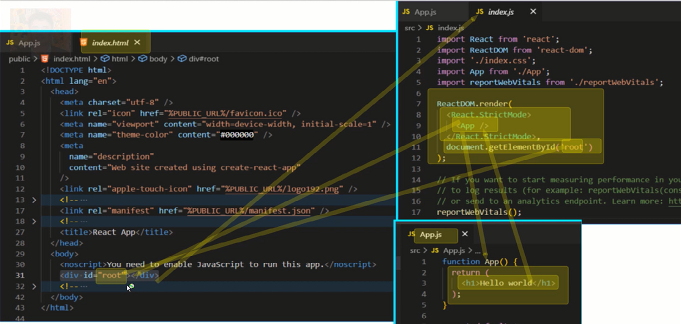 JS App.js
index.html ×
public > index.html > html > body > div#root
1 <!DOCTYPE html>
2 <html lang="en">
3 <head>
4 <meta charset="utf-8" />
5 <link rel="icon" href="%PUBLIC_URL%/favicon.ico" />
6 <meta name="viewport" content="width=device-width, initial-scale=1" />
7 <meta name="theme-color" content="#000000" />
8 <meta
9 name="description"
10 content="Web site created using create-react-app"
11 />
12 <link rel="apple-touch-icon" href="%PUBLIC_URL%/logo192.png" />
13 > <!--…
17 <link rel="manifest" href="%PUBLIC_URL%/manifest.json" />
18 > <!--…
27 <title>React App</title>
28 </head>
29 <body>
30 <noscript>You need to enable JavaScript to run this app.</noscript>
31 <div id="root"></div>
32 > <!--…
42 </body>
43 </html>
44
JS App.js
JS index.js ×
src > JS index.js
1 import React from 'react';
2 import ReactDOM from 'react-dom';
3 import './index.css';
4 import App from './App';
5 import reportWebVitals from './reportWebVitals';
6
7 ReactDOM.render(
8 <React.StrictMode>
9 <App />
10 </React.StrictMode>,
11 document.getElementById('root')
12 );
13
14 // If you want to start measuring performance in you
15 // to log results (for example: reportWebVitals(cons
16 // or send to an analytics endpoint. Learn more: ht
17 reportWebVitals();
JS App.js ×
src > JS App.js > …
1 function App() {
2 return (
3 <h1>Hello world</h1>
4 );
5 }
6